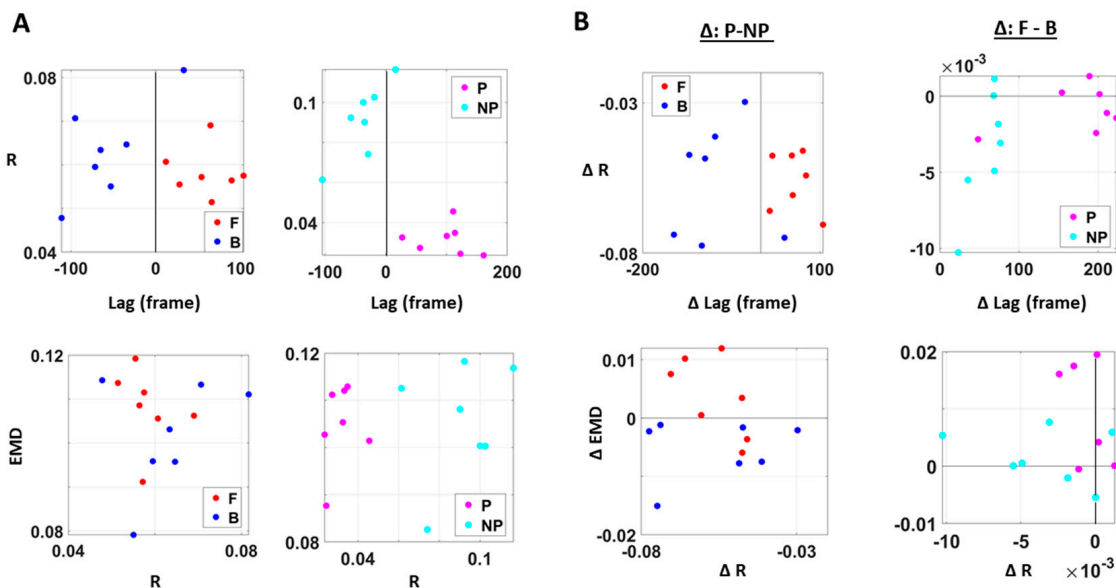 A
B
Δ: P-NP
Δ: F - B
0.08
R
0.04
F
B
-100
0
100
Lag (frame)
0.1
0.04
P
NP
-100
0
200
Lag (frame)
F
B
-0.03
Δ R
-0.08
-200
100
Δ Lag (frame)
×10⁻³
0
-5
-10
P
NP
0
100
200
Δ Lag (frame)
0.12
EMD
0.08
F
B
0.04
0.08
R
0.12
0.08
P
NP
0.04
0.1
R
0.01
0
Δ EMD
-0.02
-0.08
-0.03
Δ R
0.02
0
-0.01
-10
-5
0
Δ R
×10⁻³